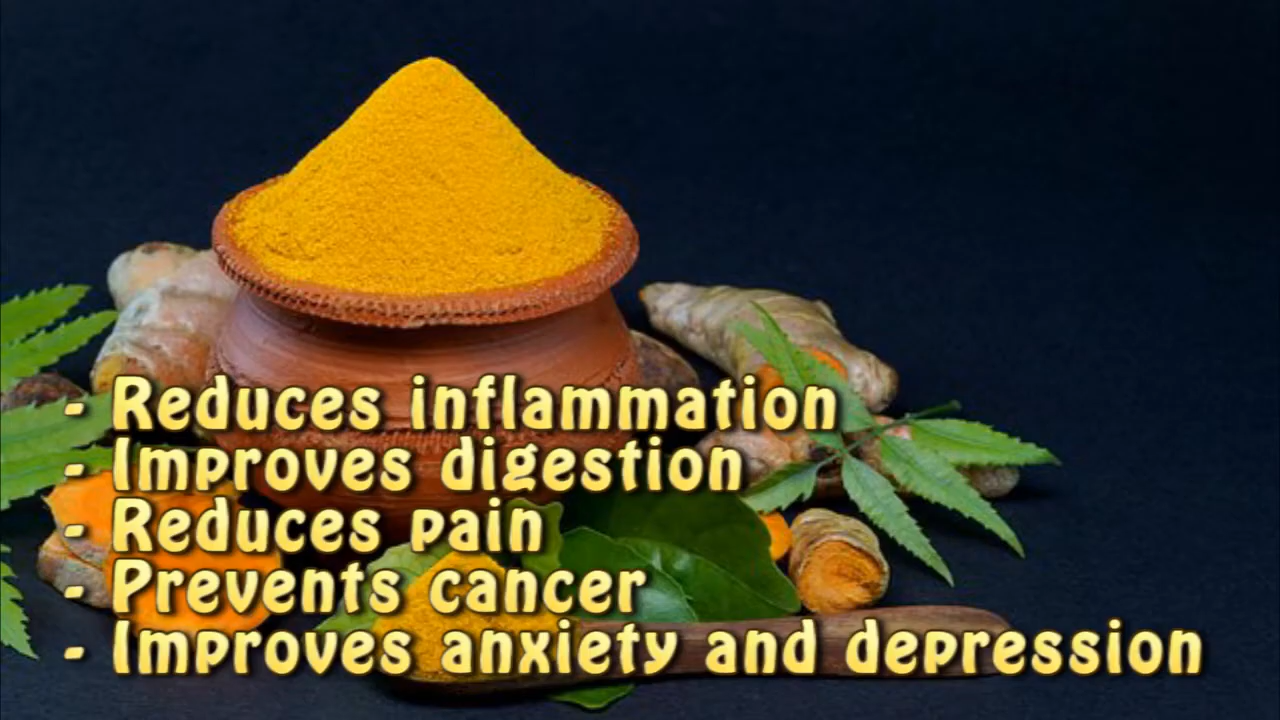 - Reduces inflammation
- Improves digestion
- Reduces pain
- Prevents cancer
- Improves anxiety and depression